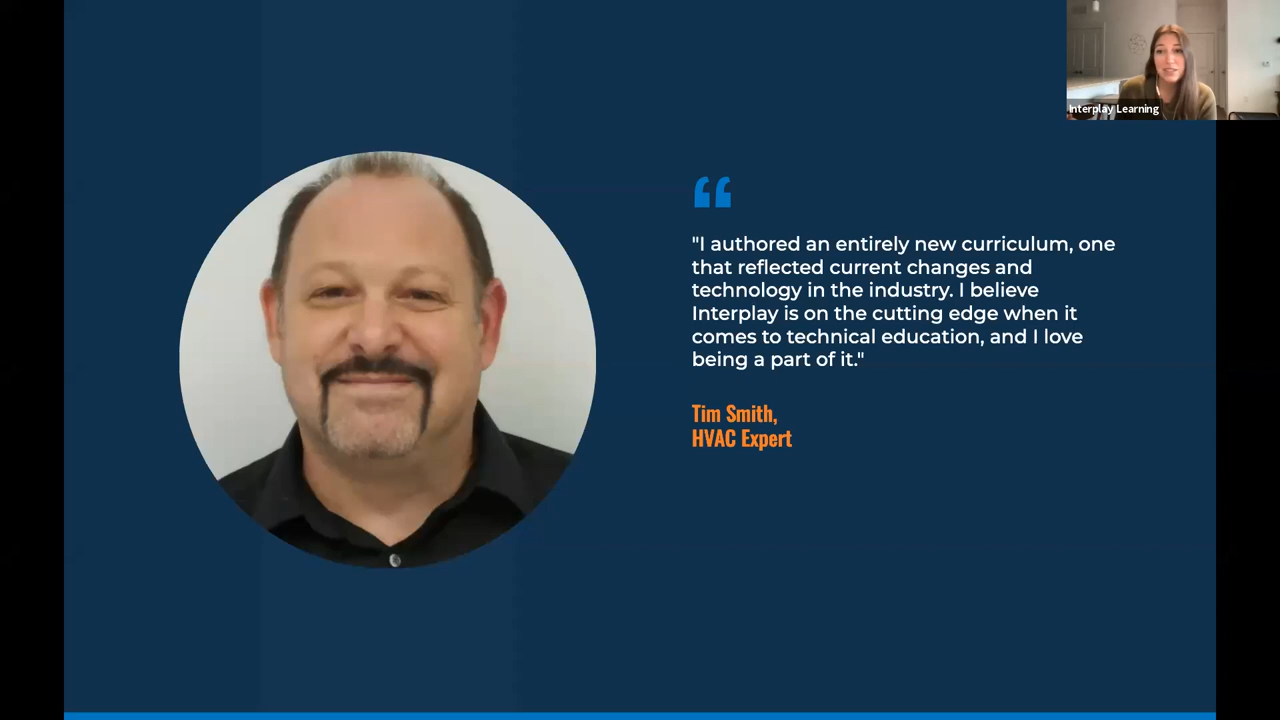 Interplay Learning
"I authored an entirely new curriculum, one
that reflected current changes and
technology in the industry. I believe
Interplay is on the cutting edge when it
comes to technical education, and I love
being a part of it."
Tim Smith,
HVAC Expert